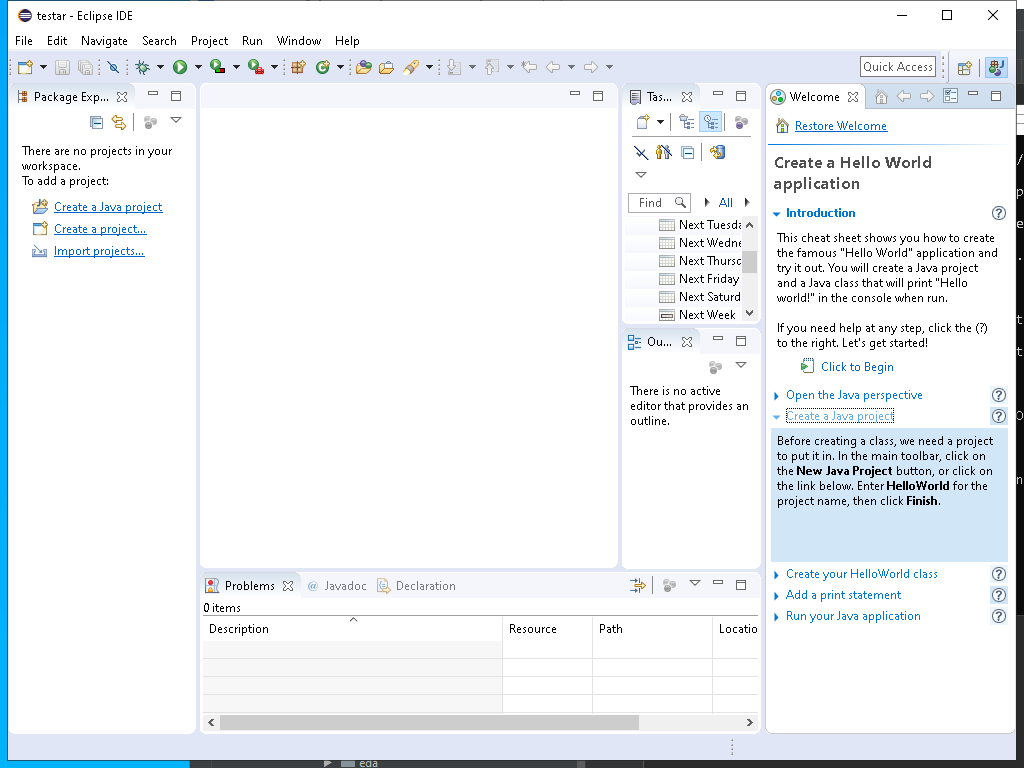 testar - Eclipse IDE
File Edit Navigate Search Project Run Window Help
Quick Access
Package Exp...
There are no projects in your
workspace.
To add a project:
Create a Java project
Create a project...
Import projects...
Tas...
Find
All
Next Tuesda
Next Wedne
Next Thursd
Next Friday
Next Saturd
Next Week
Ou...
There is no active
editor that provides an
outline.
Welcome
Restore Welcome
Create a Hello World
application
Introduction
This cheat sheet shows you how to create
the famous "Hello World" application and
try it out. You will create a Java project
and a Java class that will print "Hello
world!" in the console when run.
If you need help at any step, click the (?)
to the right. Let's get started!
Click to Begin
Open the Java perspective
Create a Java project
Before creating a class, we need a project
to put it in. In the main toolbar, click on
the New Java Project button, or click on
the link below. Enter HelloWorld for the
project name, then click Finish.
Create your HelloWorld class
Add a print statement
Run your Java application
Problems
@ Javadoc
Declaration
0 items
Description Resource Path Locatio
eda